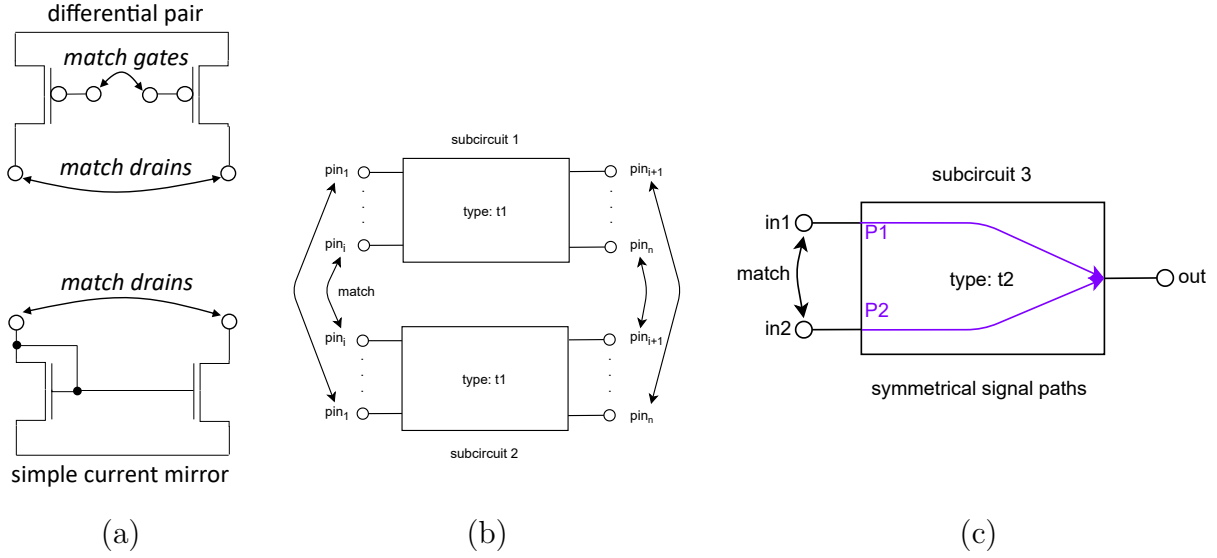 differential pair
match gates
match drains
match drains
simple current mirror
(a)
subcircuit 1
pin₁
pinᵢ₊₁
type: t1
pinᵢ
pinₙ
match
pinᵢ
pinᵢ₊₁
type: t1
pin₁
pinₙ
subcircuit 2
(b)
subcircuit 3
in1
P1
match
type: t2
out
in2
P2
symmetrical signal paths
(c)